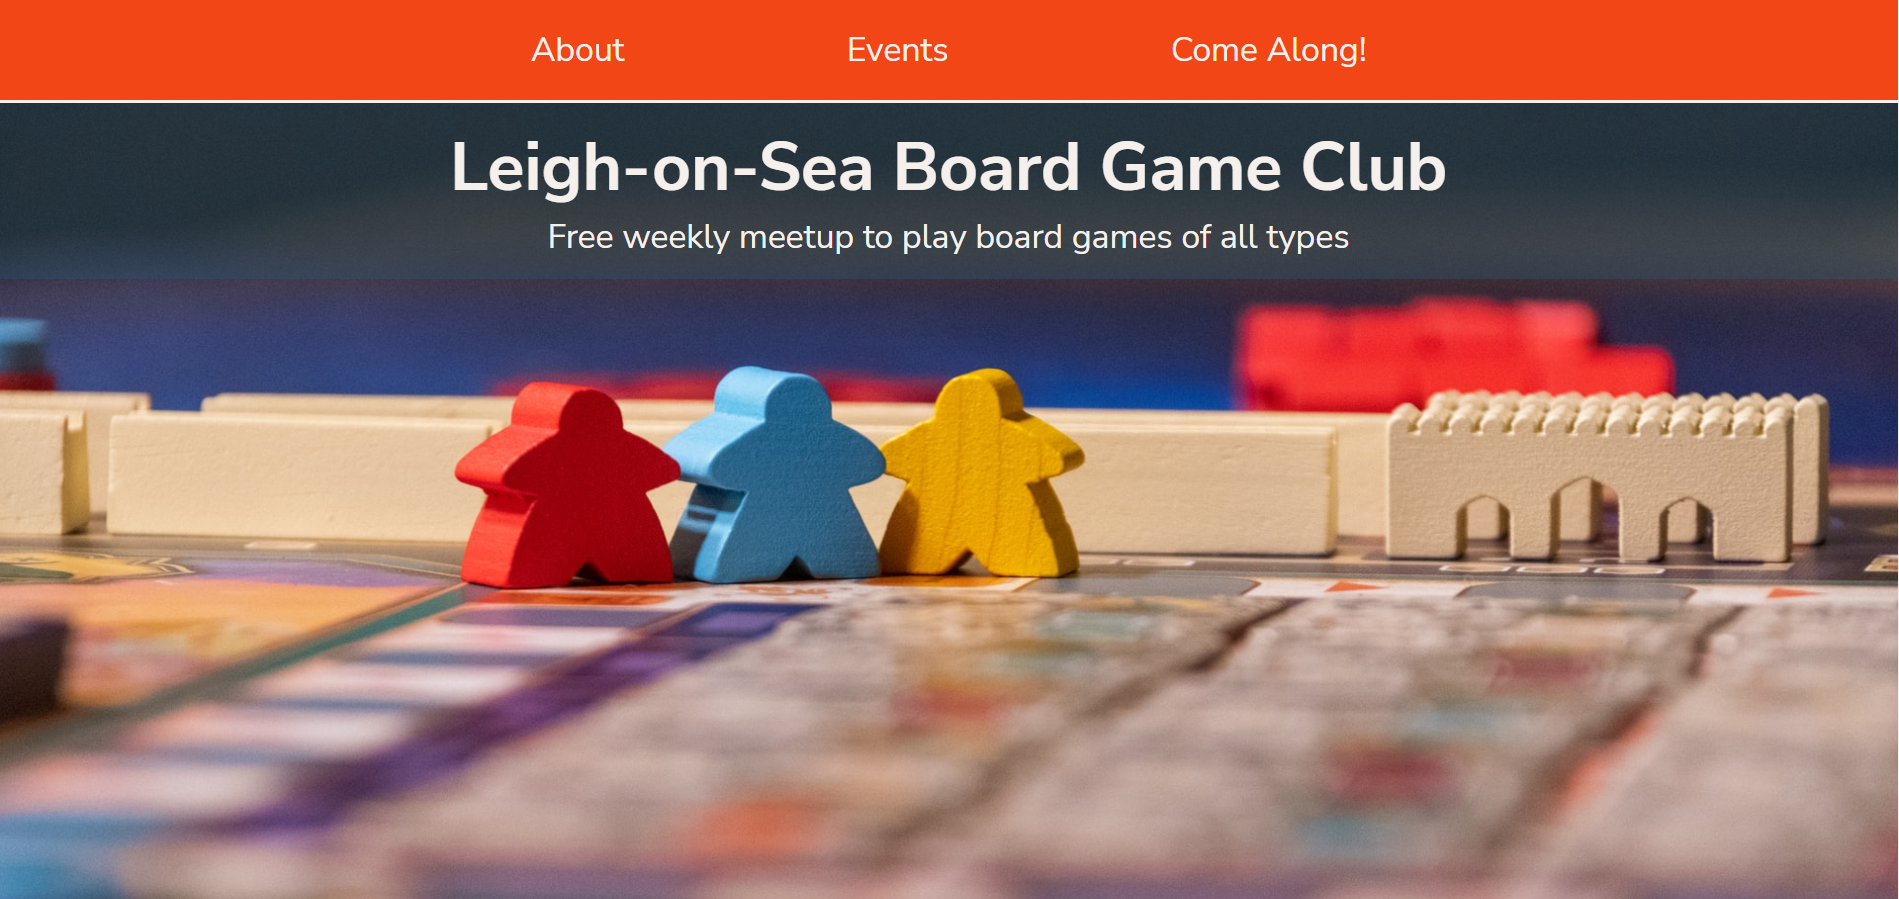 About
Events
Come Along!
Leigh-on-Sea Board Game Club
Free weekly meetup to play board games of all types